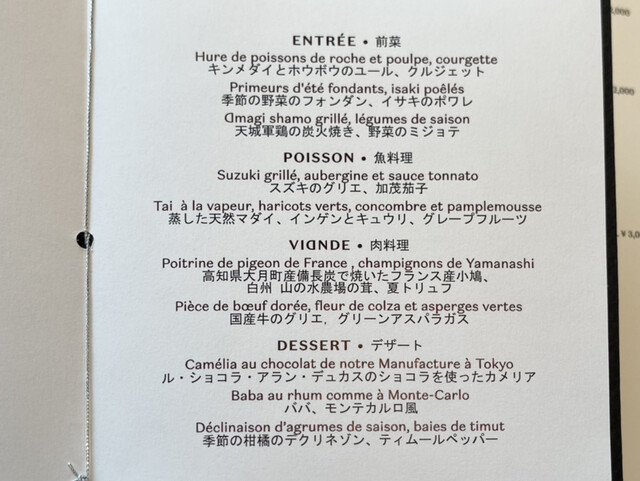 ENTRÉE • 前菜
Hure de poissons de roche et poulpe, courgette
キンメダイとホウボウのユール、クルジェット
Primeurs d'été fondants, isaki poêlés
季節の野菜のフォンダン、イサキのポワレ
Amagi shamo grillé, légumes de saison
天城軍鶏の炭火焼き、野菜のミジョテ
POISSON • 魚料理
Suzuki grillé, aubergine et sauce tonnato
スズキのグリエ、加茂茄子
Tai à la vapeur, haricots verts, concombre et pamplemousse
蒸した天然マダイ、インゲンとキュウリ、グレープフルーツ
VIANDE • 肉料理
Poitrine de pigeon de France , champignons de Yamanashi
高知県大月町産備長炭で焼いたフランス産小鳩、
白州 山の水農場の茸、夏トリュフ
Pièce de bœuf dorée, fleur de colza et asperges vertes
国産牛のグリエ，グリーンアスパラガス
DESSERT • デザート
Camélia au chocolat de notre Manufacture à Tokyo
ル・ショコラ・アラン・デュカスのショコラを使ったカメリア
Baba au rhum comme à Monte-Carlo
ババ、モンテカルロ風
Déclinaison d'agrumes de saison, baies de timut
季節の柑橘のデクリネゾン、ティムールペッパー